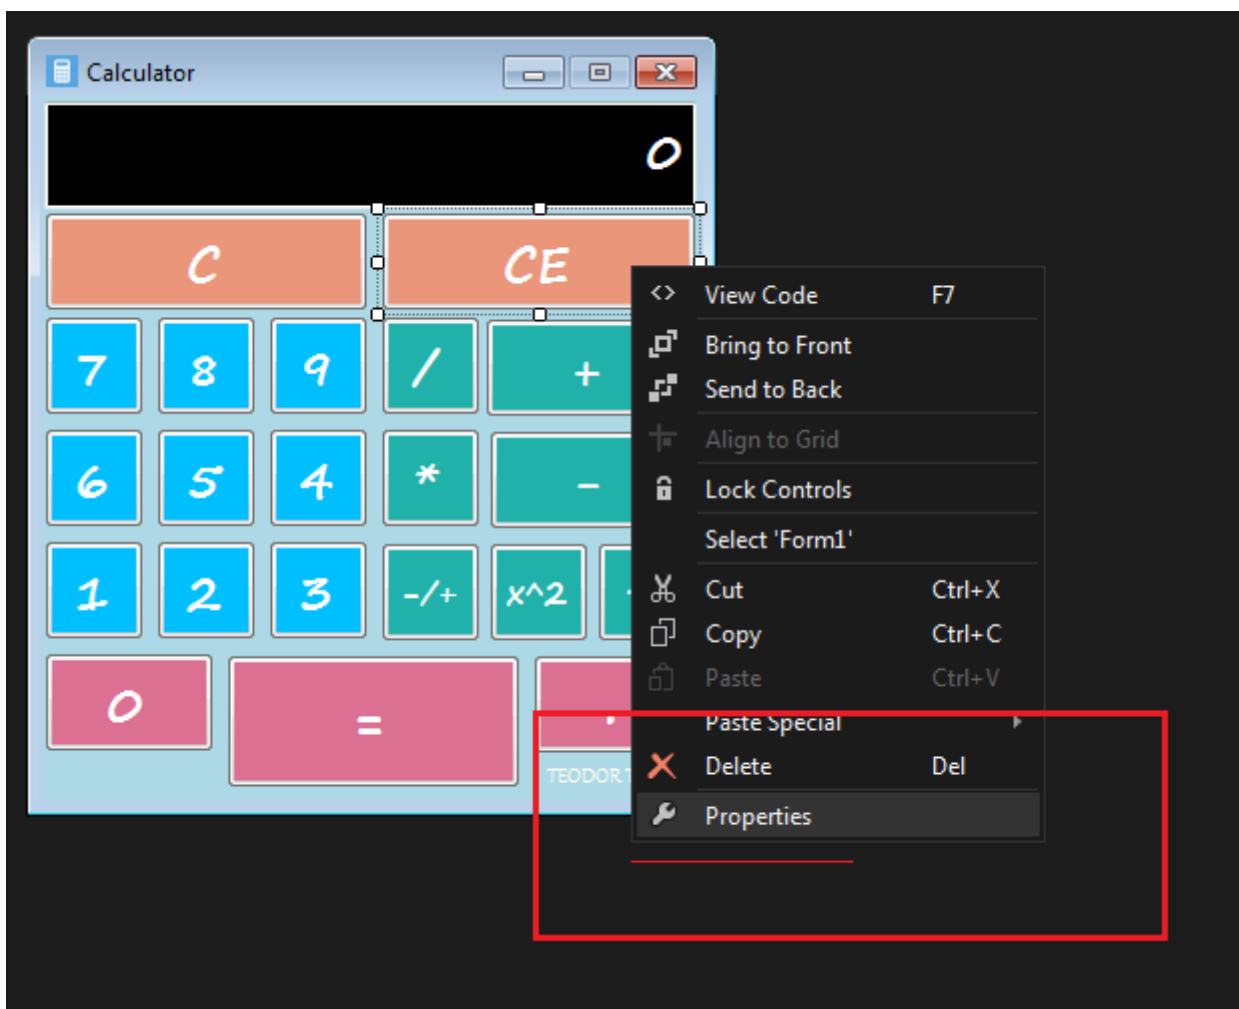 Calculator
0
C CE
7 8 9 / +
6 5 4 * -
1 2 3 -/+ x^2
0 =
TEODOR
View Code F7
Bring to Front
Send to Back
Align to Grid
Lock Controls
Select 'Form1'
Cut Ctrl+X
Copy Ctrl+C
Paste Ctrl+V
Paste Special
Delete Del
Properties